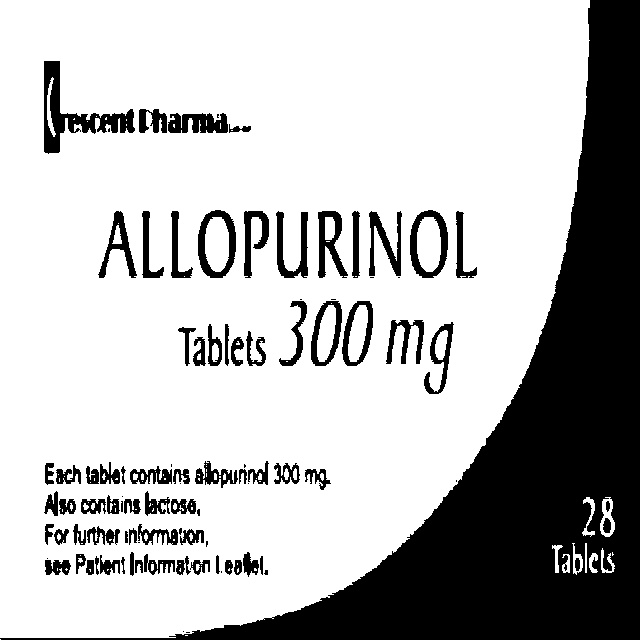 Crescent Pharma
ALLOPURINOL
Tablets 300 mg
Each tablet contains allopurinol 300 mg.
Also contains lactose.
For further information,
see Patient Information Leaflet.
28
Tablets